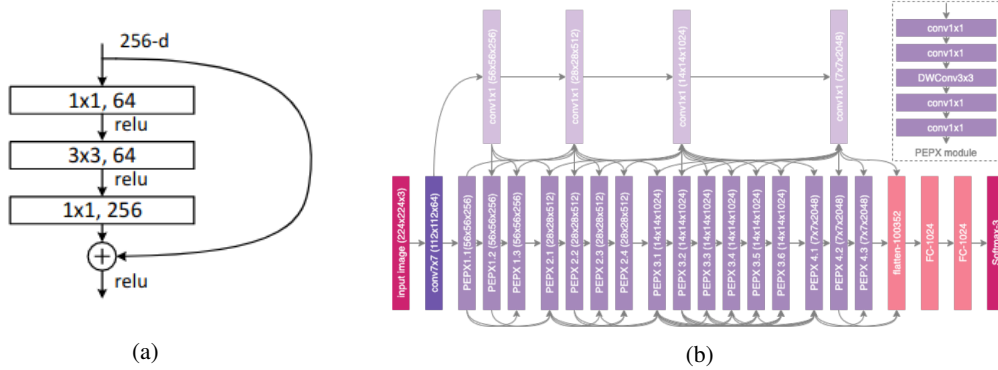 256-d
1x1, 64
relu
3x3, 64
relu
1x1, 256
relu
(a)
conv1x1 (56x56x256)
conv1x1 (28x28x512)
conv1x1 (14x14x1024)
conv1x1 (7x7x2048)
conv1x1
conv1x1
DWConv3x3
conv1x1
conv1x1
PEPX module
input image (224x224x3)
conv7x7 (112x112x64)
PEPX1.1(56x56x256)
PEPX 1.2 (56x56x256)
PEPX 1.3 (56x56x256)
PEPX 2.1 (28x28x512)
PEPX 2.2 (28x28x512)
PEPX 2.3 (28x28x512)
PEPX 2.4 (28x28x512)
PEPX 3.1 (14x14x1024)
PEPX 3.2 (14x14x1024)
PEPX 3.3 (14x14x1024)
PEPX 3.4 (14x14x1024)
PEPX 3.5 (14x14x1024)
PEPX 3.6 (14x14x1024)
PEPX 4.1 (7x7x2048)
PEPX 4.2 (7x7x2048)
PEPX 4.3 (7x7x2048)
flatten-100352
FC-1024
FC-1024
Softmax-3
(b)